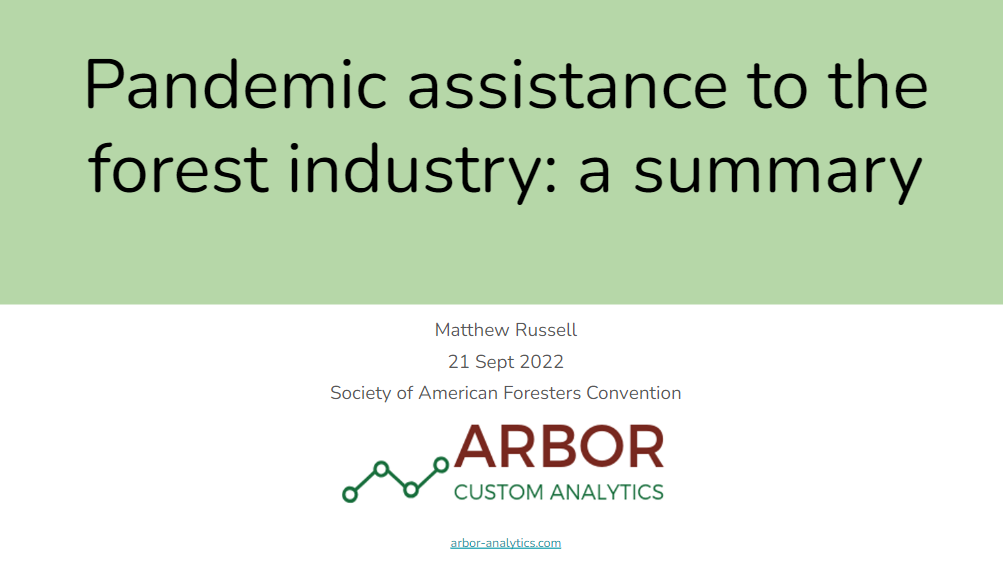 Pandemic assistance to the
forest industry: a summary
Matthew Russell
21 Sept 2022
Society of American Foresters Convention
ARBOR
CUSTOM ANALYTICS
arbor-analytics.com